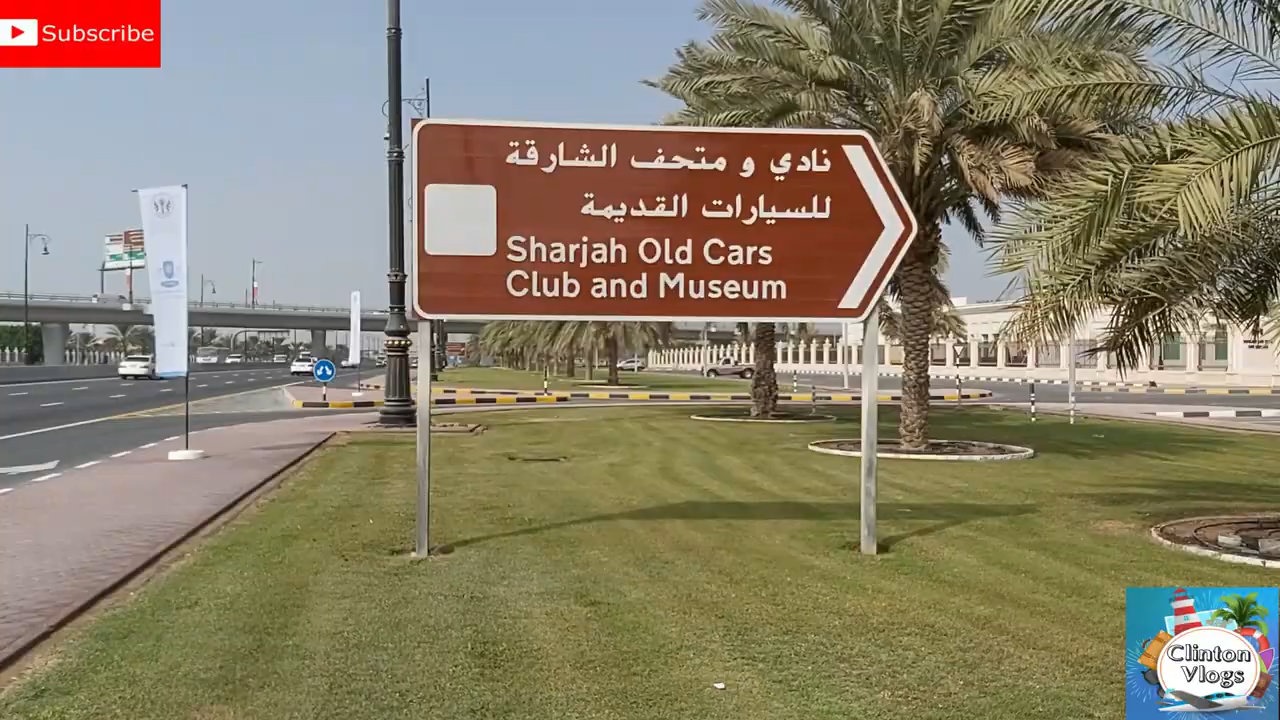 Subscribe
نادي و متحف الشارقة
للسيارات القديمة
Sharjah Old Cars
Club and Museum
Clinton
Vlogs